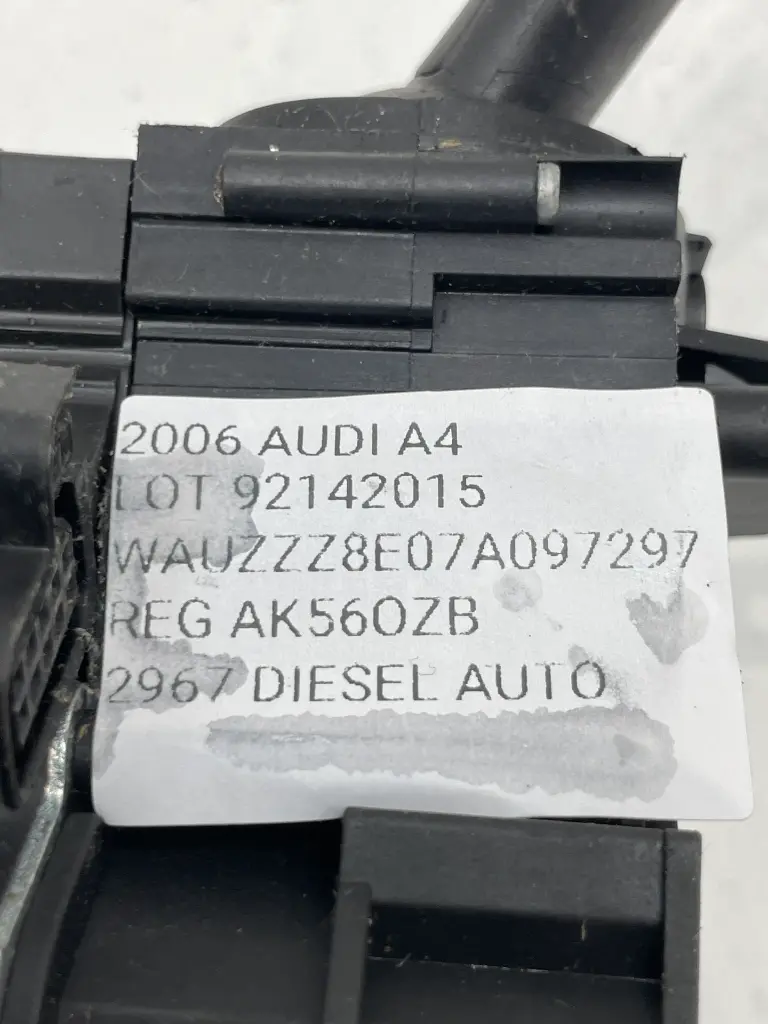 2006 AUDI A4
LOT 92142015
WAUZZZ8E07A097297
REG AK56OZB
2967 DIESEL AUTO